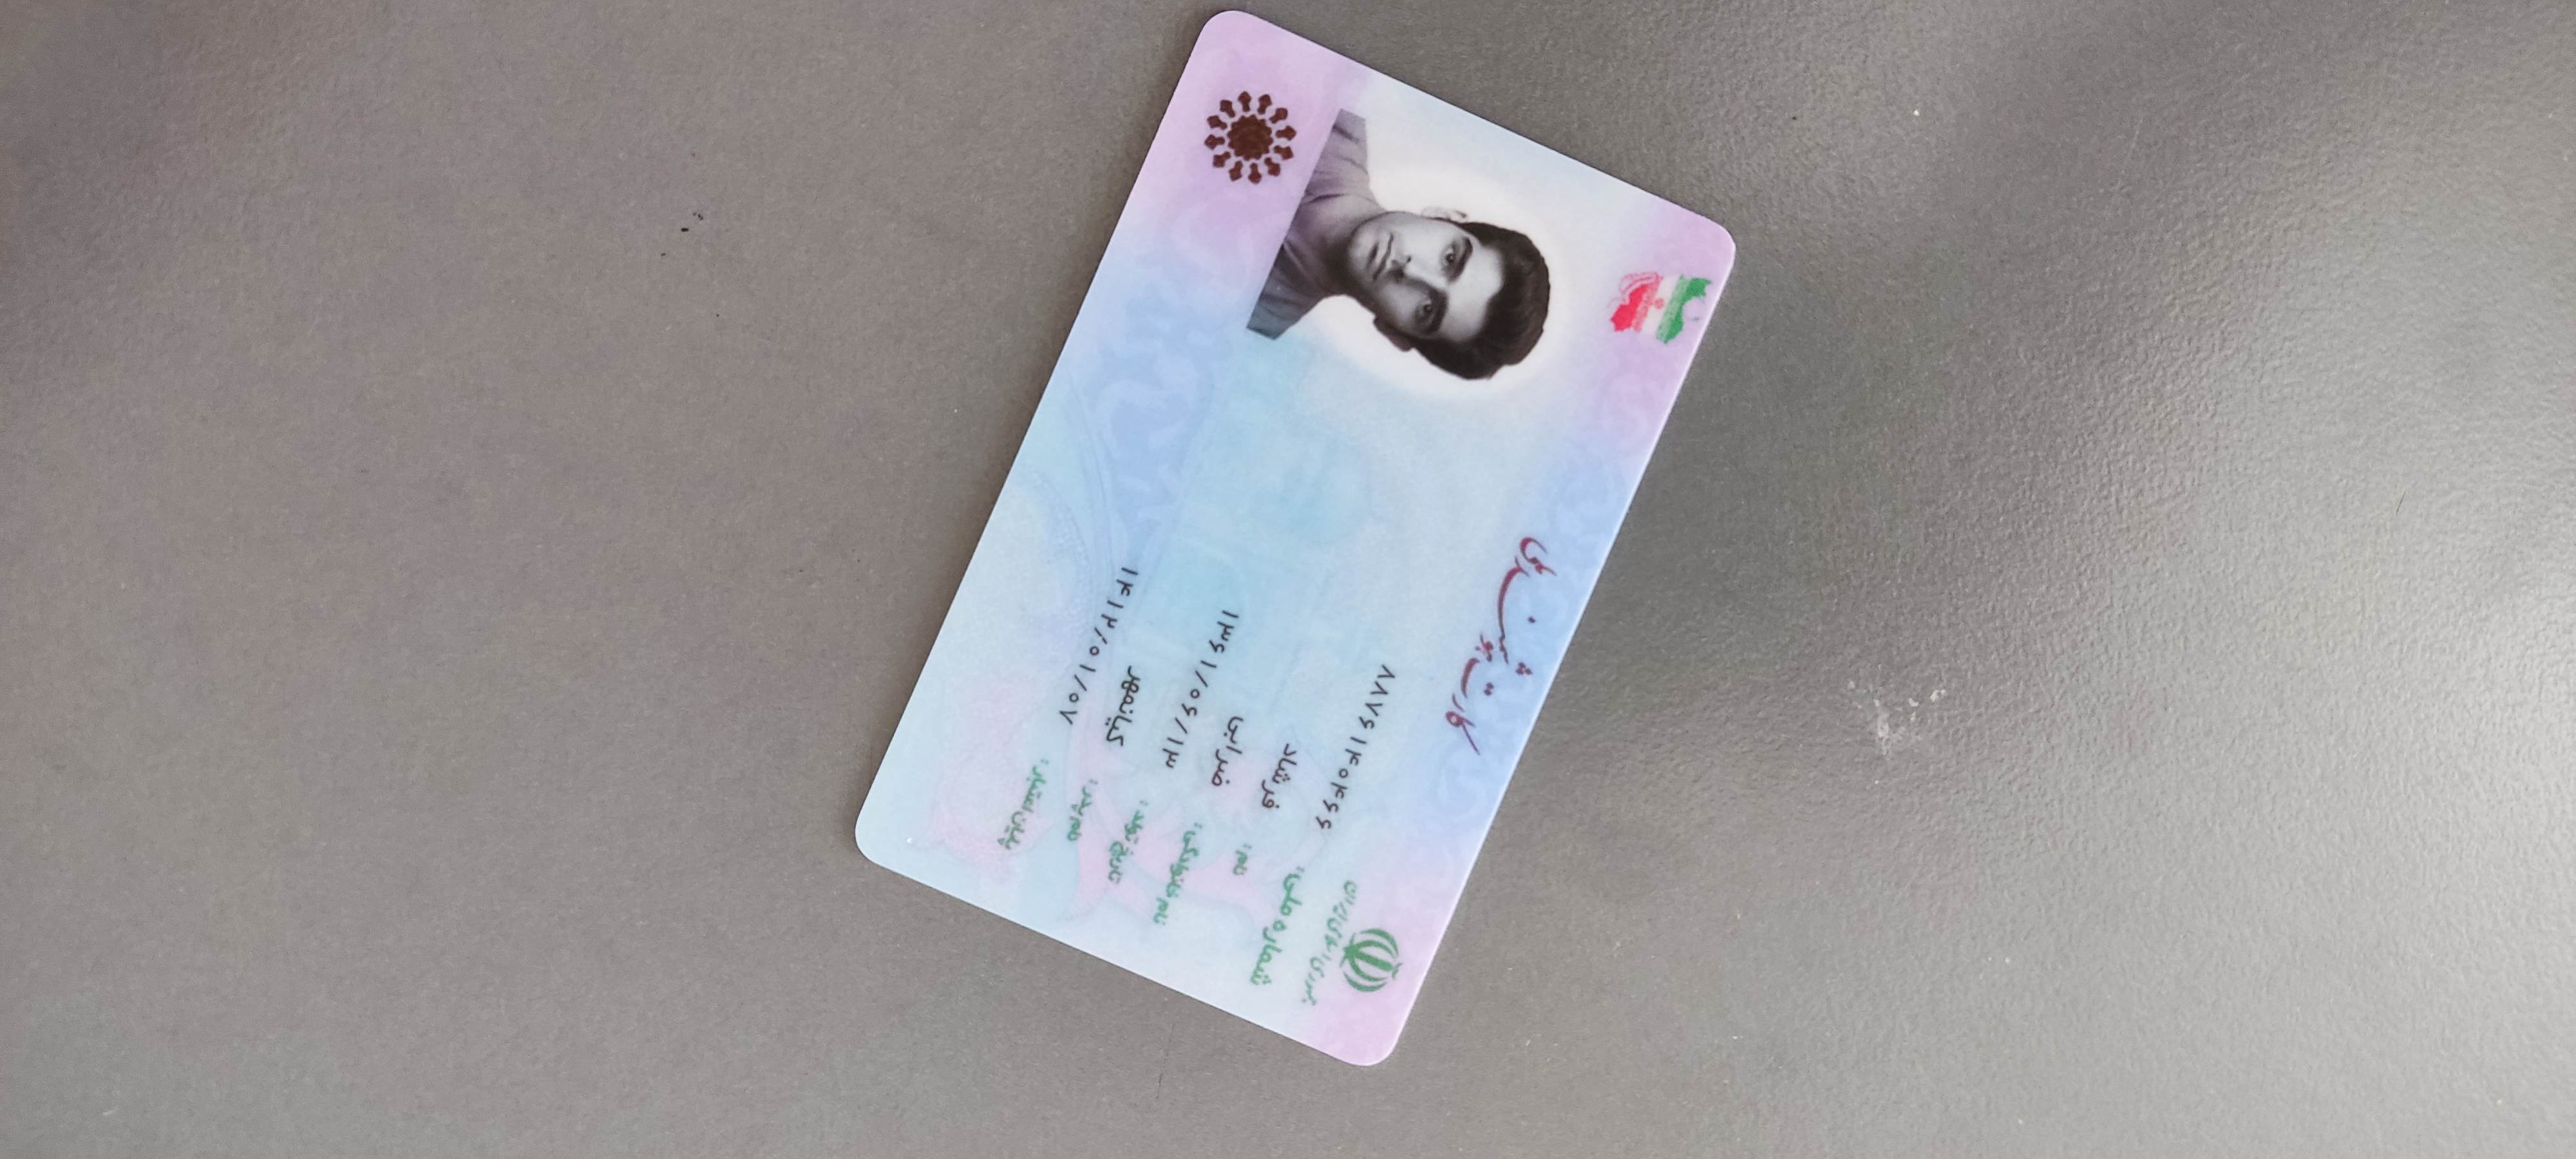 جمهوری اسلامی ایران
کارت هوشمند ملی
شماره ملی: ۸۸۷۶۱۴۰۴۶۶
نام: فرشاد
نام خانوادگی: ضرابی
تاریخ تولد: ۱۳۶۱/۰۶/۱۳
نام پدر: کیانمهر
پایان اعتبار: ۱۴۱۲/۰۱/۰۷